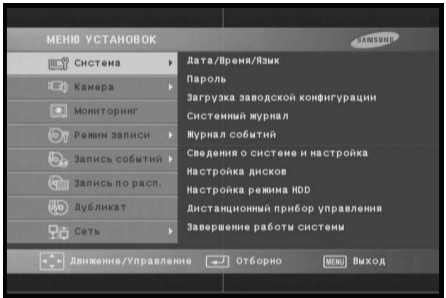 МЕНЮ УСТАНОВОК
SAMSUNG
Система
Камера
Мониторинг
Режим записи
Запись событий
Запись по расп.
Дубликат
Сеть
Дата/Время/Язык
Пароль
Загрузка заводской конфигурации
Системный журнал
Журнал событий
Сведения о системе и настройка
Настройка дисков
Настройка режима HDD
Дистанционный прибор управления
Завершение работы системы
Движение/Управление
Отборно
MENU Выход